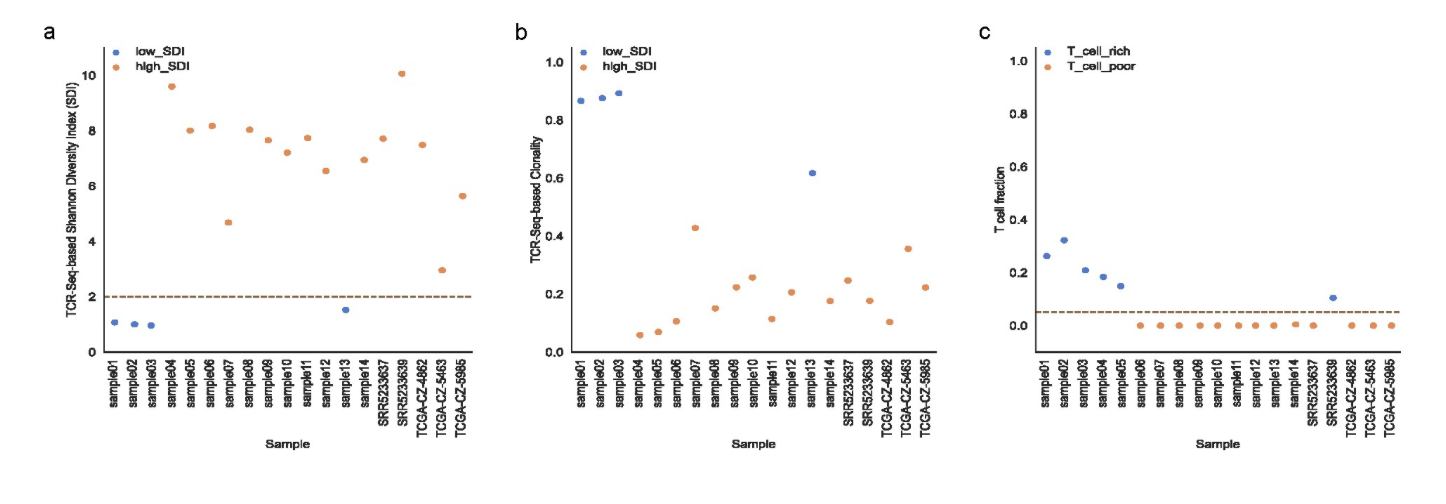 a
low_SDI
high_SDI
TCR-Seq-based Shannon Diversity Index (SDI)
10
8
6
4
2
0
sample01
sample02
sample03
sample04
sample05
sample06
sample07
sample08
sample09
sample10
sample11
sample12
sample13
sample14
SRR5233637
SRR5233639
TCGA-CZ-4862
TCGA-CZ-5463
TCGA-CZ-5985
Sample
b
low_SDI
high_SDI
TCR-Seq-based Clonality
1.0
0.8
0.6
0.4
0.2
0.0
sample01
sample02
sample03
sample04
sample05
sample06
sample07
sample08
sample09
sample10
sample11
sample12
sample13
sample14
SRR5233637
SRR5233639
TCGA-CZ-4862
TCGA-CZ-5463
TCGA-CZ-5985
Sample
c
T_cell_rich
T_cell_poor
T cell fraction
1.0
0.8
0.6
0.4
0.2
0.0
sample01
sample02
sample03
sample04
sample05
sample06
sample07
sample08
sample09
sample10
sample11
sample12
sample13
sample14
SRR5233637
SRR5233639
TCGA-CZ-4862
TCGA-CZ-5463
TCGA-CZ-5985
Sample